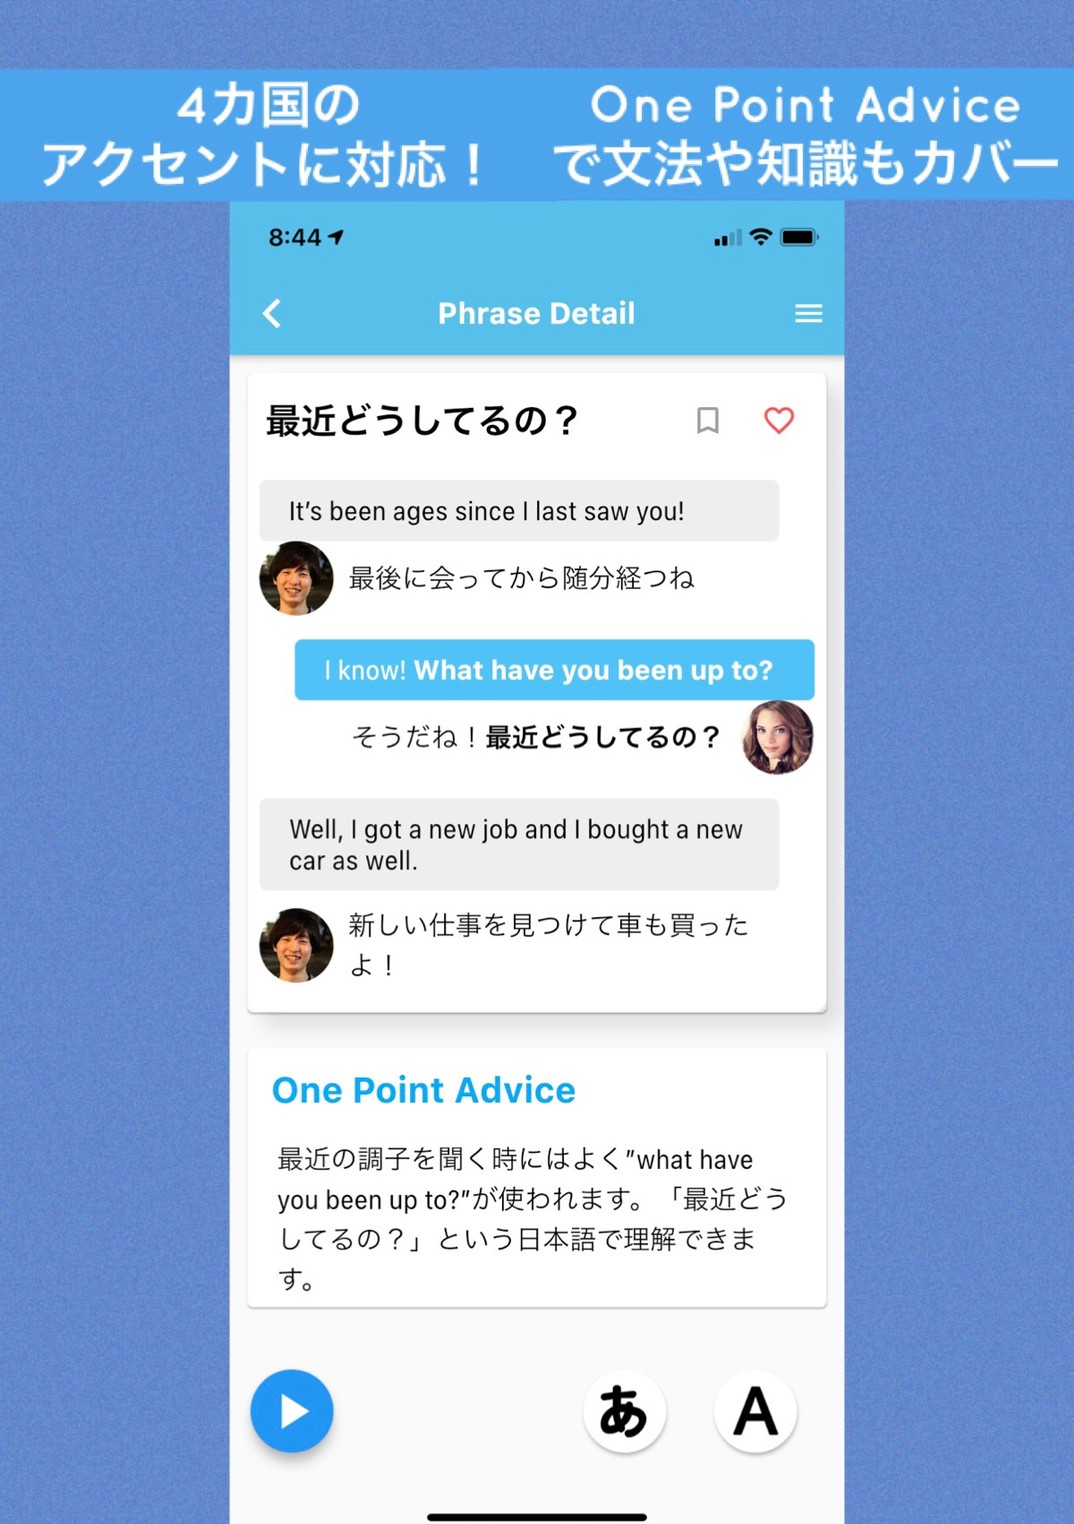 4カ国の
アクセントに対応！
One Point Advice
で文法や知識もカバー
8:44
Phrase Detail
最近どうしてるの？
It's been ages since I last saw you!
最後に会ってから随分経つね
I know! What have you been up to?
そうだね！最近どうしてるの？
Well, I got a new job and I bought a new
car as well.
新しい仕事を見つけて車も買った
よ！
One Point Advice
最近の調子を聞く時にはよく"what have
you been up to?"が使われます。「最近どう
してるの？」という日本語で理解できま
す。
あ A